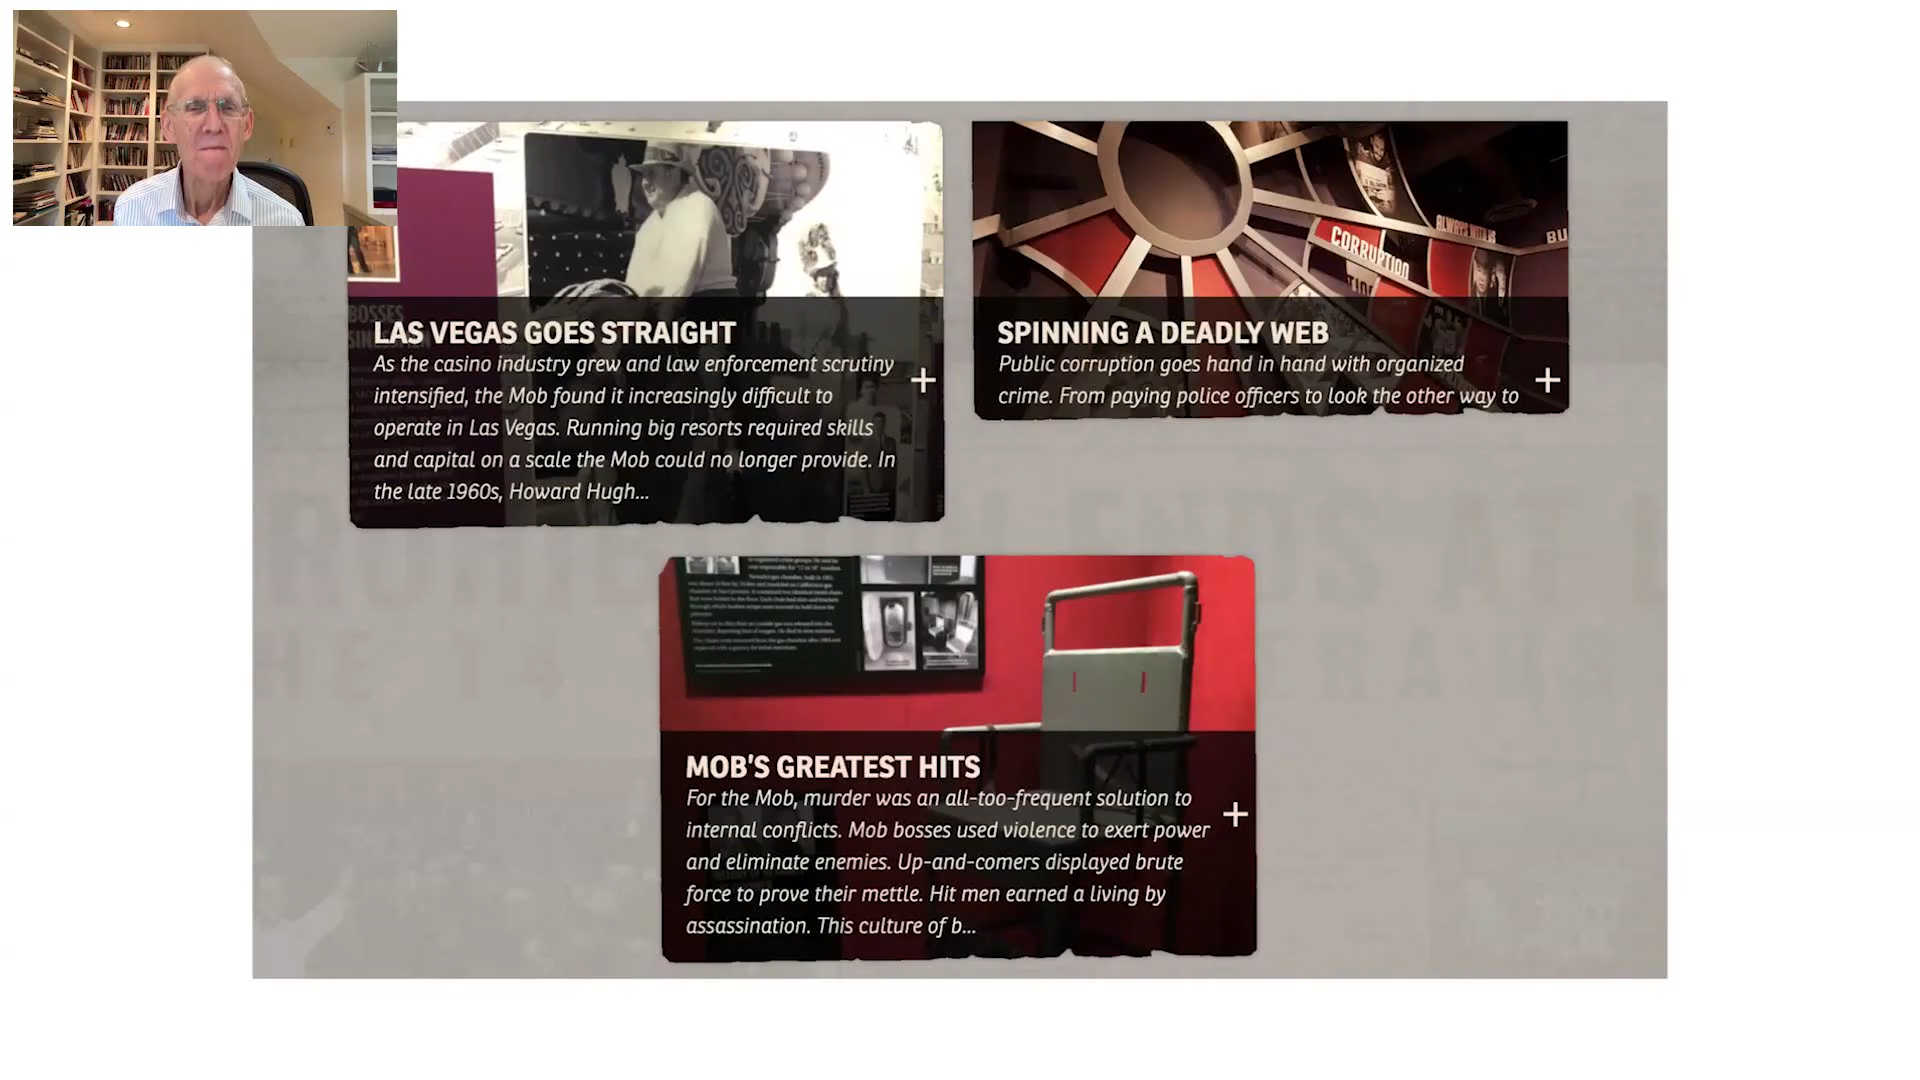 BOSSES
LAS VEGAS GOES STRAIGHT
As the casino industry grew and law enforcement scrutiny
intensified, the Mob found it increasingly difficult to
operate in Las Vegas. Running big resorts required skills
and capital on a scale the Mob could no longer provide. In
the late 1960s, Howard Hugh...
+
CORRUPTION
ALWAYS WITH US
BU
SPINNING A DEADLY WEB
Public corruption goes hand in hand with organized
crime. From paying police officers to look the other way to
+
MOB'S GREATEST HITS
For the Mob, murder was an all-too-frequent solution to
internal conflicts. Mob bosses used violence to exert power
and eliminate enemies. Up-and-comers displayed brute
force to prove their mettle. Hit men earned a living by
assassination. This culture of b...
+